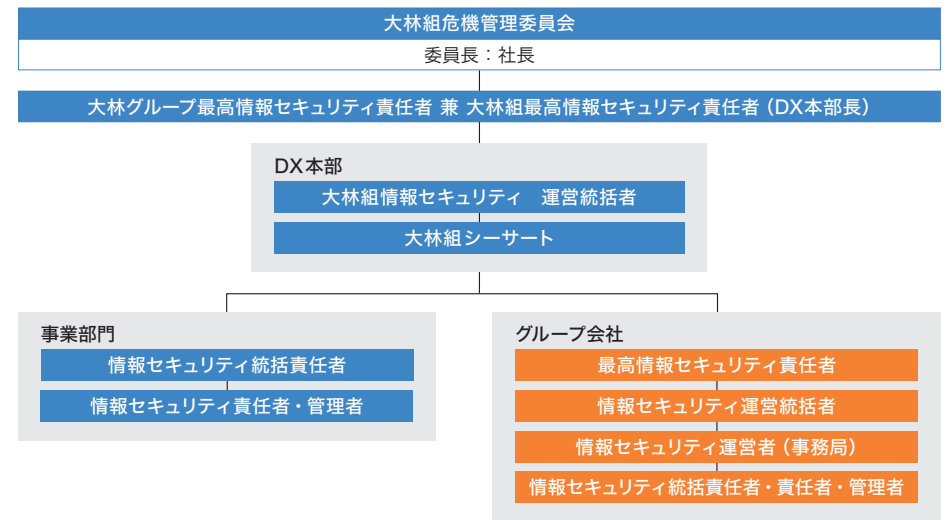 大林組危機管理委員会
委員長：社長
大林グループ最高情報セキュリティ責任者 兼 大林組最高情報セキュリティ責任者（DX本部長）
DX本部
大林組情報セキュリティ　運営統括者
大林組シーサート
事業部門
情報セキュリティ統括責任者
情報セキュリティ責任者・管理者
グループ会社
最高情報セキュリティ責任者
情報セキュリティ運営統括者
情報セキュリティ運営者（事務局）
情報セキュリティ統括責任者・責任者・管理者